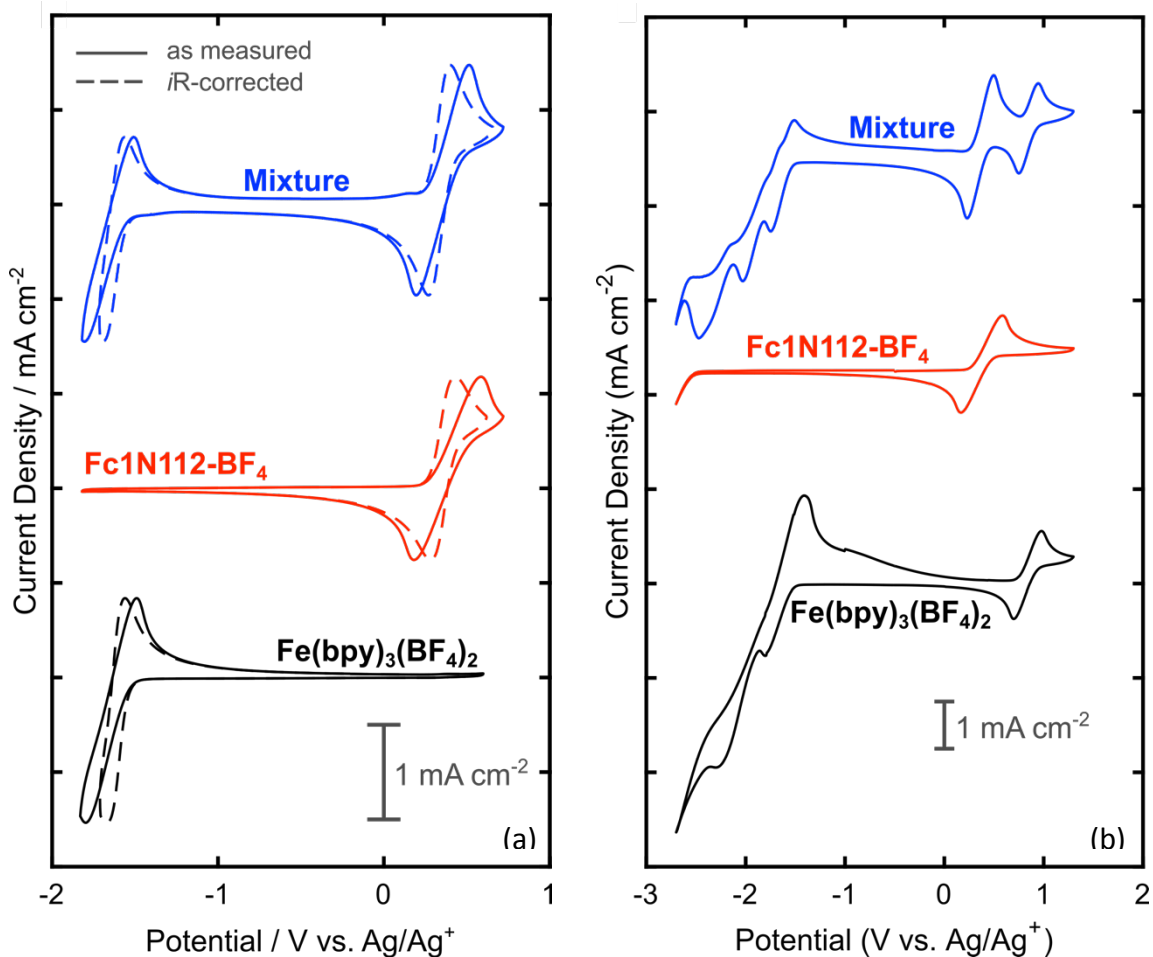 as measured
iR-corrected
Mixture
Fc1N112-BF₄
Fe(bpy)₃(BF₄)₂
1 mA cm⁻²
(a)
-2
-1
0
1
Current Density / mA cm⁻²
Potential / V vs. Ag/Ag⁺
Mixture
Fc1N112-BF₄
Fe(bpy)₃(BF₄)₂
1 mA cm⁻²
(b)
-3
-2
-1
0
1
2
Current Density (mA cm⁻²)
Potential (V vs. Ag/Ag⁺)